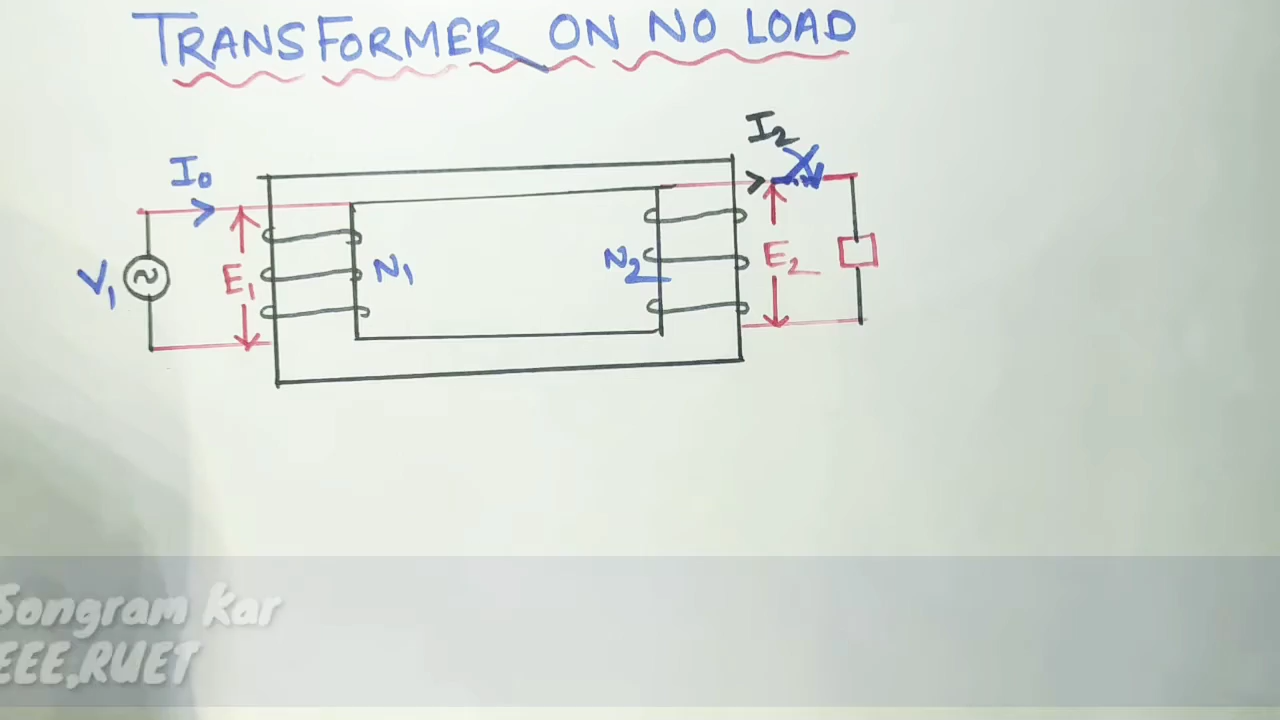 TRANSFORMER ON NO LOAD
I₂
I₀
V₁
E₁
N₁
N₂
E₂
Songram Kar
EEE,RUET